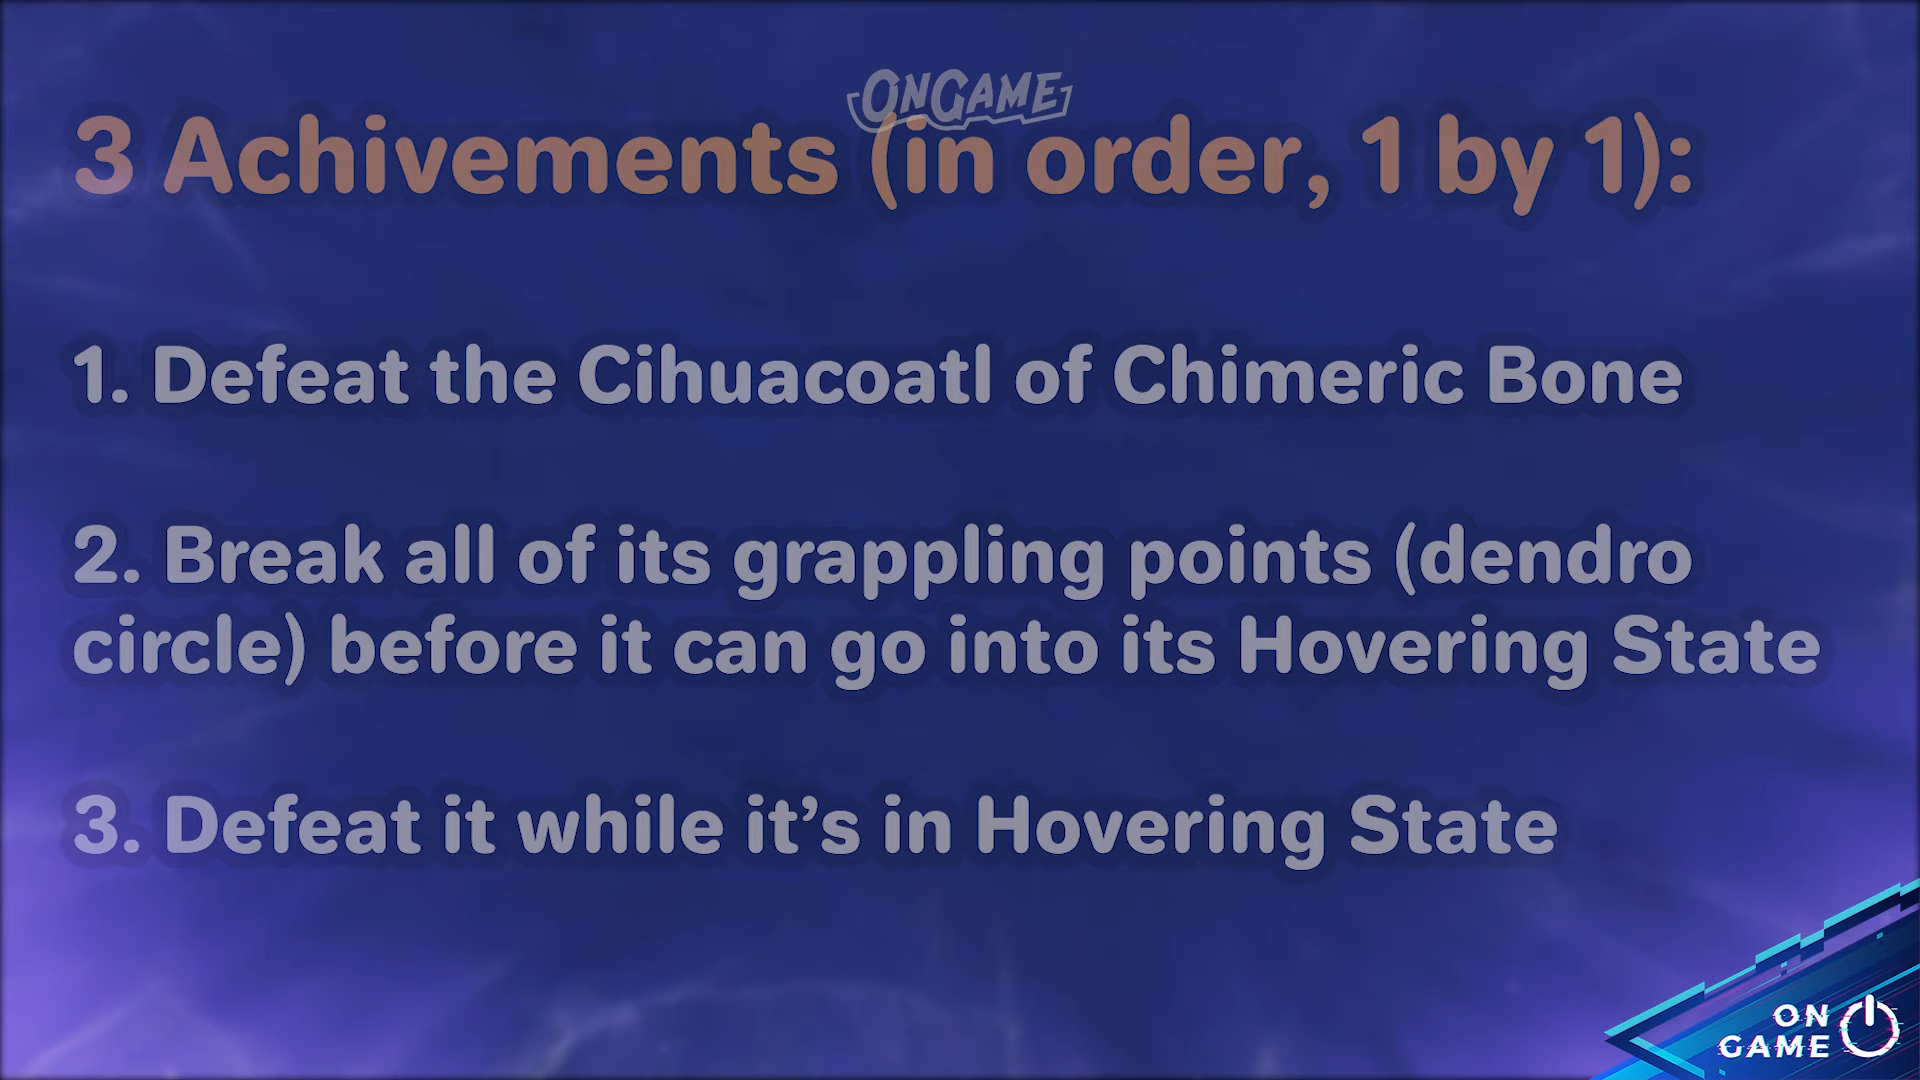 ONGAME
3 Achivements (in order, 1 by 1):
1. Defeat the Cihuacoatl of Chimeric Bone
2. Break all of its grappling points (dendro
circle) before it can go into its Hovering State
3. Defeat it while it’s in Hovering State
ON
GAME